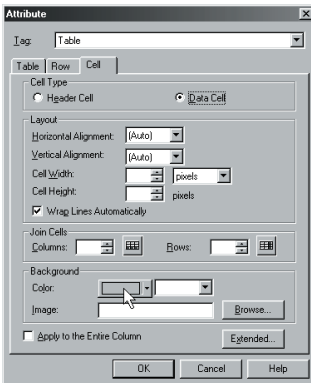 Attribute
Tag: Table
Table Row Cell
Cell Type
Header Cell Data Cell
Layout
Horizontal Alignment: (Auto)
Vertical Alignment: (Auto)
Cell Width: pixels
Cell Height: pixels
Wrap Lines Automatically
Join Cells
Columns: Rows:
Background
Color:
Image: Browse...
Apply to the Entire Column Extended...
OK Cancel Help